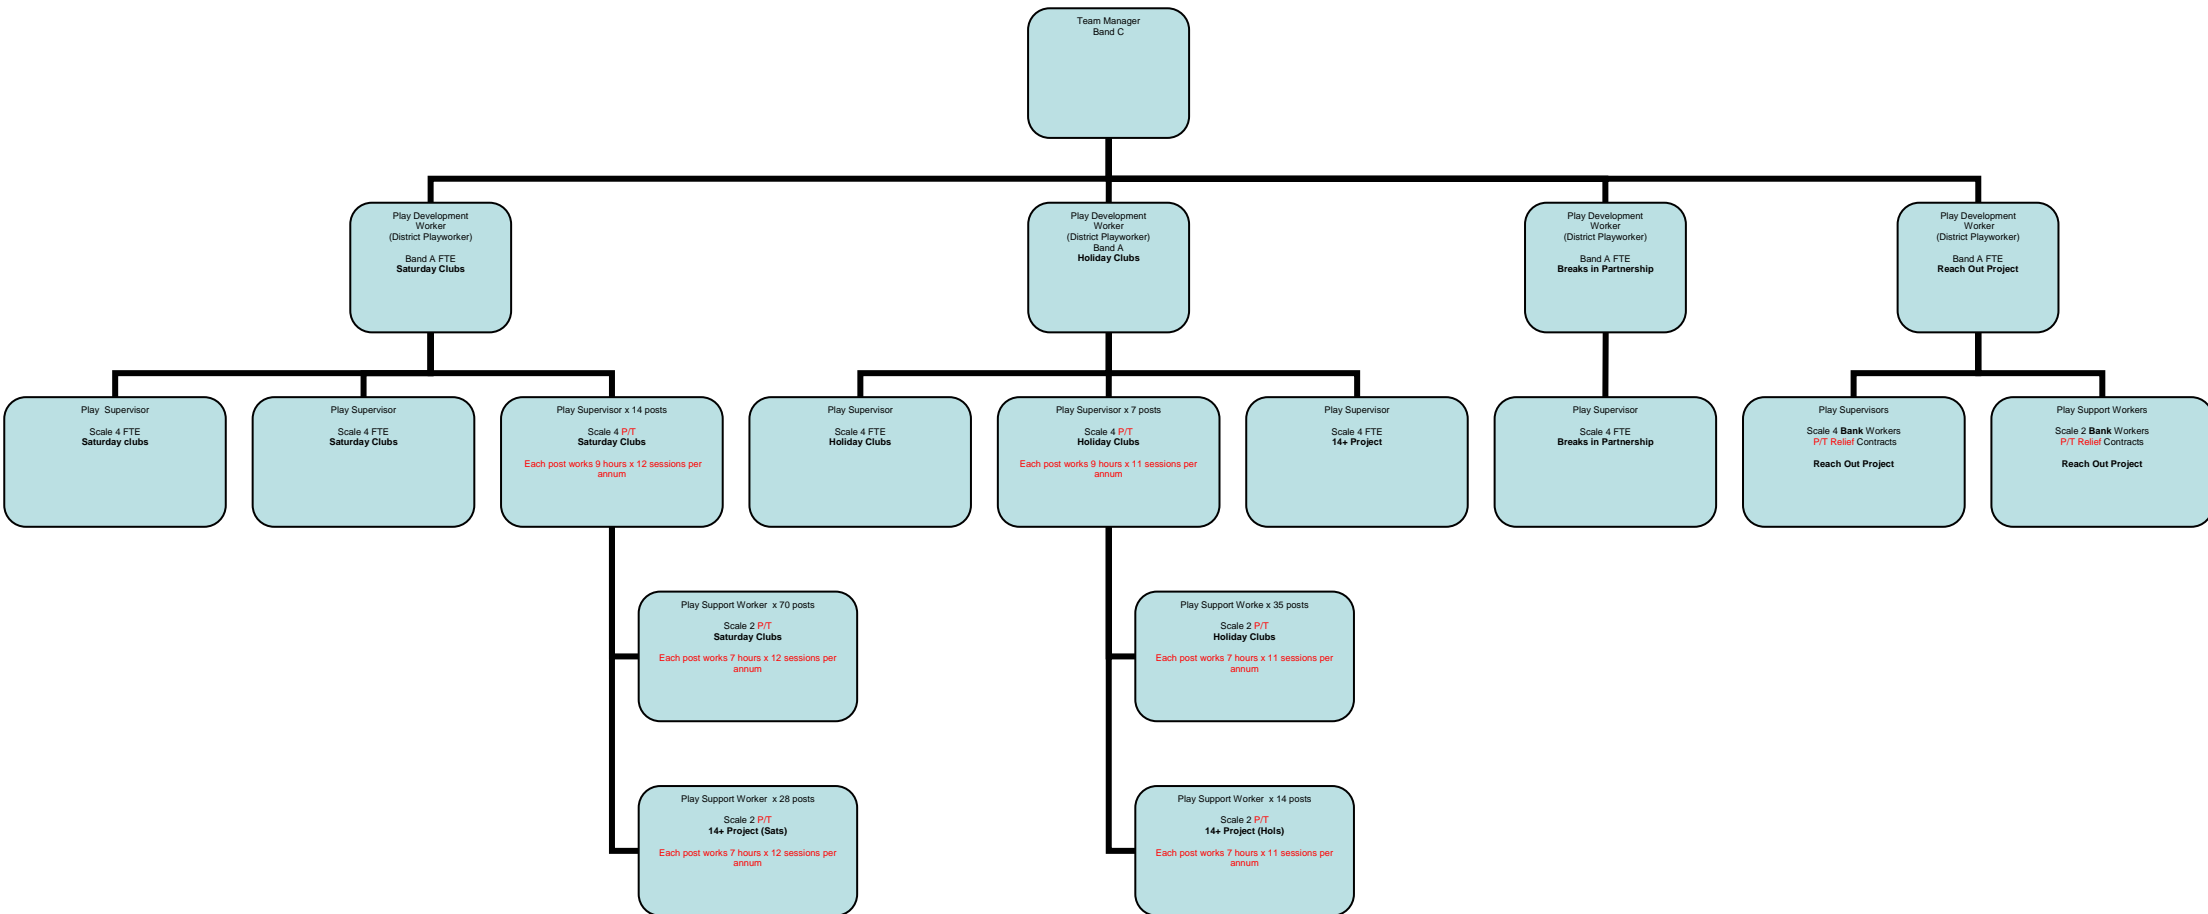 Team Manager
Band C
Play Development
Worker
(District Playworker)
Band A FTE
Saturday Clubs
Play Development
Worker
(District Playworker)
Band A
Holiday Clubs
Play Development
Worker
(District Playworker)
Band A FTE
Breaks in Partnership
Play Development
Worker
(District Playworker)
Band A FTE
Reach Out Project
Play Supervisor
Scale 4 FTE
Saturday clubs
Play Supervisor
Scale 4 FTE
Saturday Clubs
Play Supervisor x 14 posts
Scale 4 P/T
Saturday Clubs
Each post works 9 hours x 12 sessions per
annum
Play Supervisor
Scale 4 FTE
Holiday Clubs
Play Supervisor x 7 posts
Scale 4 P/T
Holiday Clubs
Each post works 9 hours x 11 sessions per
annum
Play Supervisor
Scale 4 FTE
14+ Project
Play Supervisor
Scale 4 FTE
Breaks in Partnership
Play Supervisors
Scale 4 Bank Workers
P/T Relief Contracts
Reach Out Project
Play Support Workers
Scale 2 Bank Workers
P/T Relief Contracts
Reach Out Project
Play Support Worker x 70 posts
Scale 2 P/T
Saturday Clubs
Each post works 7 hours x 12 sessions per
annum
Play Support Worke x 35 posts
Scale 2 P/T
Holiday Clubs
Each post works 7 hours x 11 sessions per
annum
Play Support Worker x 28 posts
Scale 2 P/T
14+ Project (Sats)
Each post works 7 hours x 12 sessions per
annum
Play Support Worker x 14 posts
Scale 2 P/T
14+ Project (Hols)
Each post works 7 hours x 11 sessions per
annum